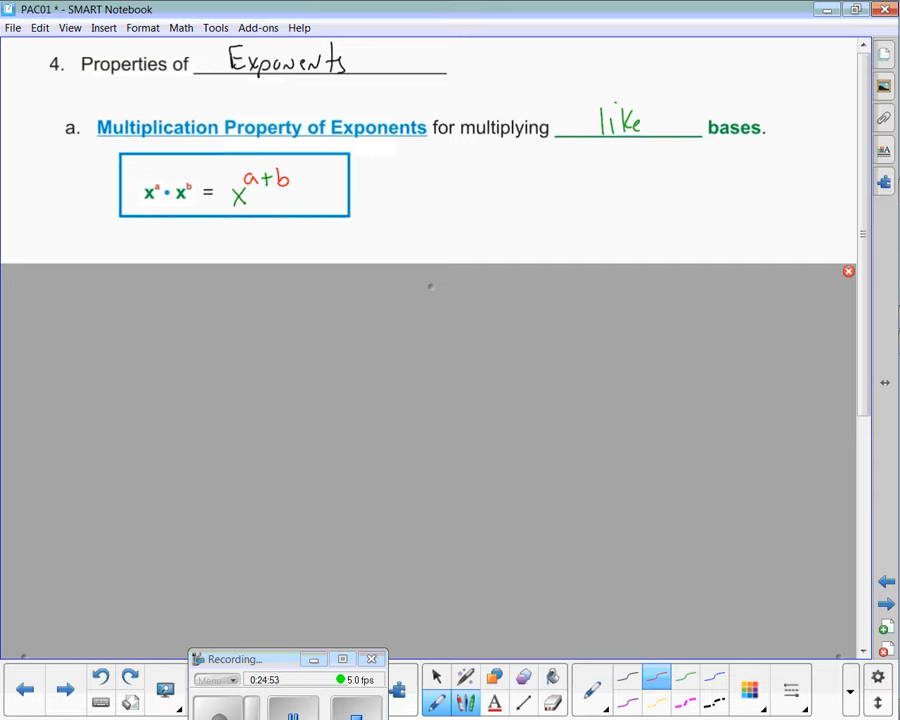 PAC01 * - SMART Notebook
File Edit View Insert Format Math Tools Add-ons Help
4. Properties of Exponents
a. Multiplication Property of Exponents for multiplying like bases.
xᵃ · xᵇ = xᵃ⁺ᵇ
Recording...
Menu 0:24:53 5.0 fps